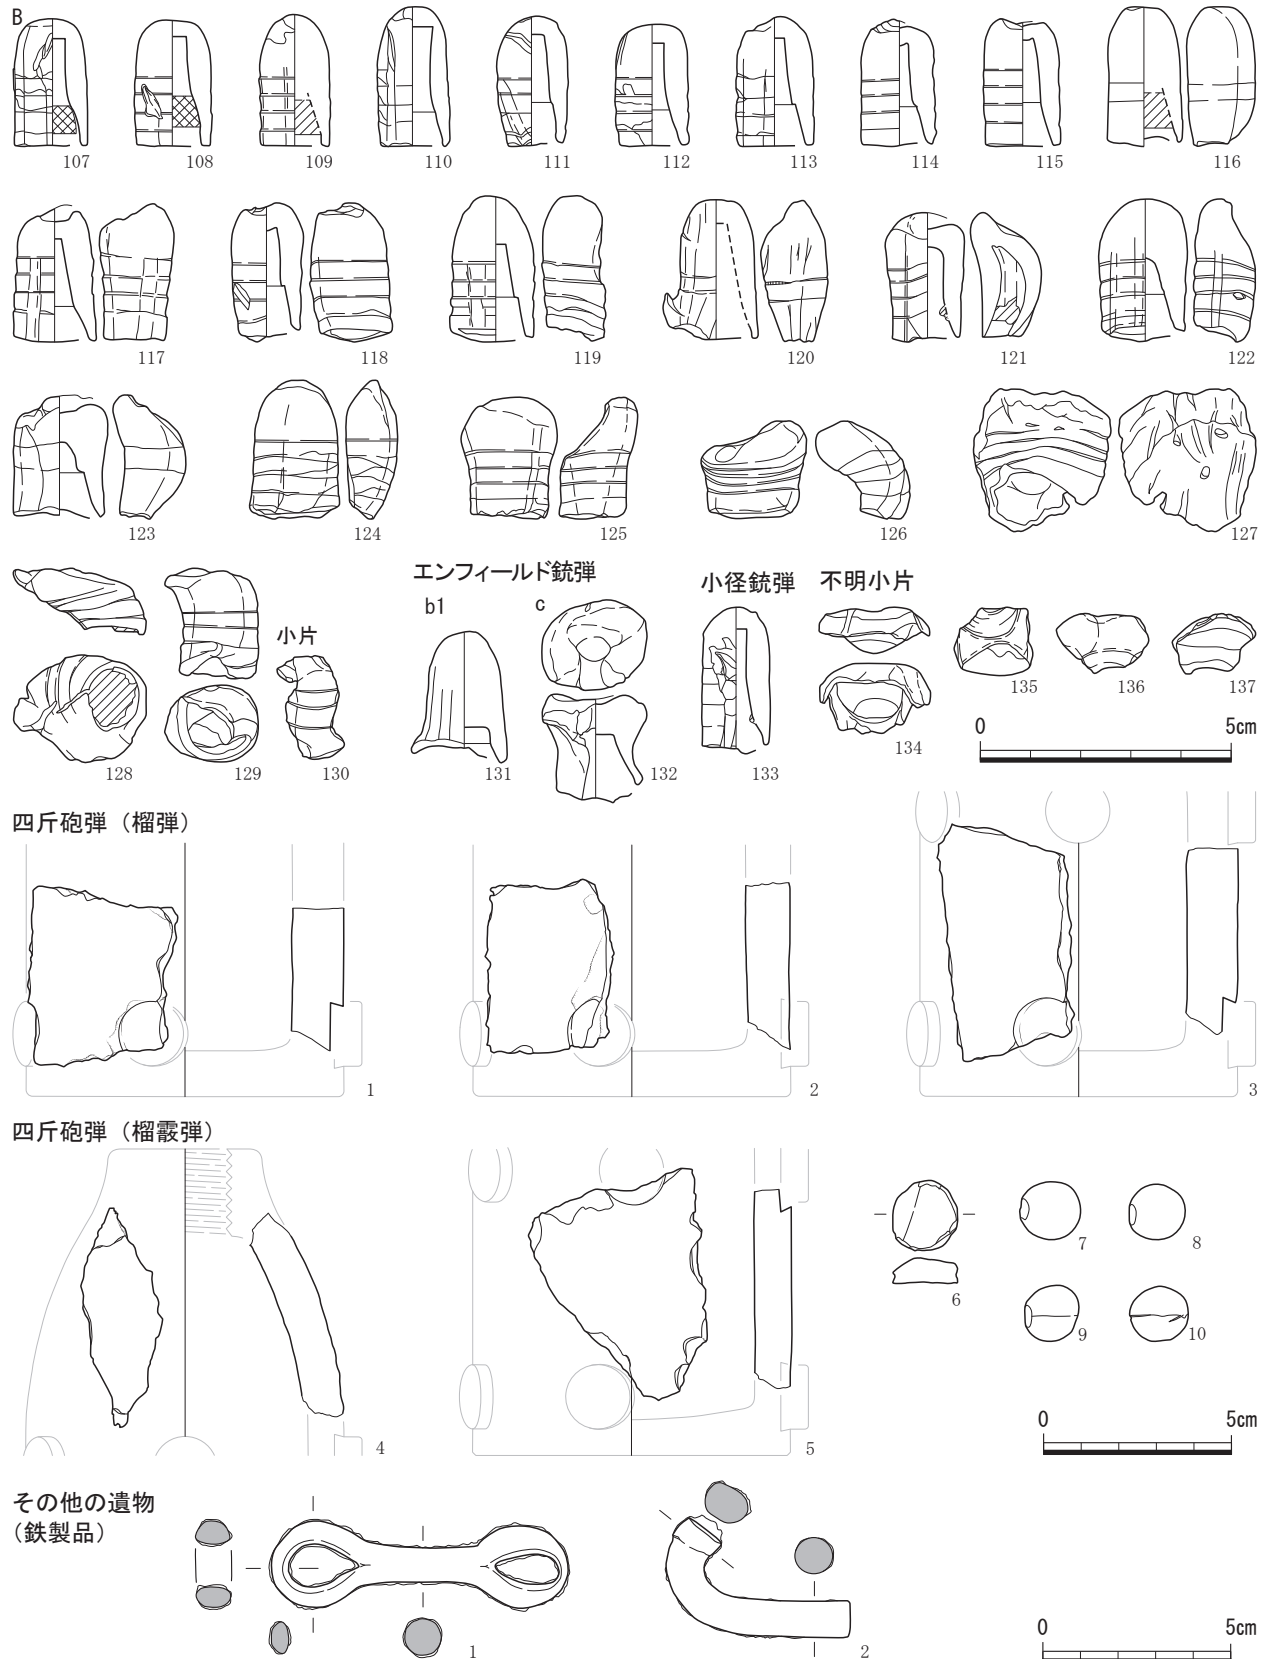 B
107 108 109 110 111 112 113 114 115 116
117 118 119 120 121 122
123 124 125 126 127
エンフィールド銃弾
b1 c
小径銃弾 不明小片
小片
128 129 130 131 132 133 134 135 136 137
0 5cm
四斤砲弾（榴弾）
1 2 3
四斤砲弾（榴霰弾）
4 5 6 7 8 9 10
0 5cm
その他の遺物
（鉄製品）
1 2
0 5cm